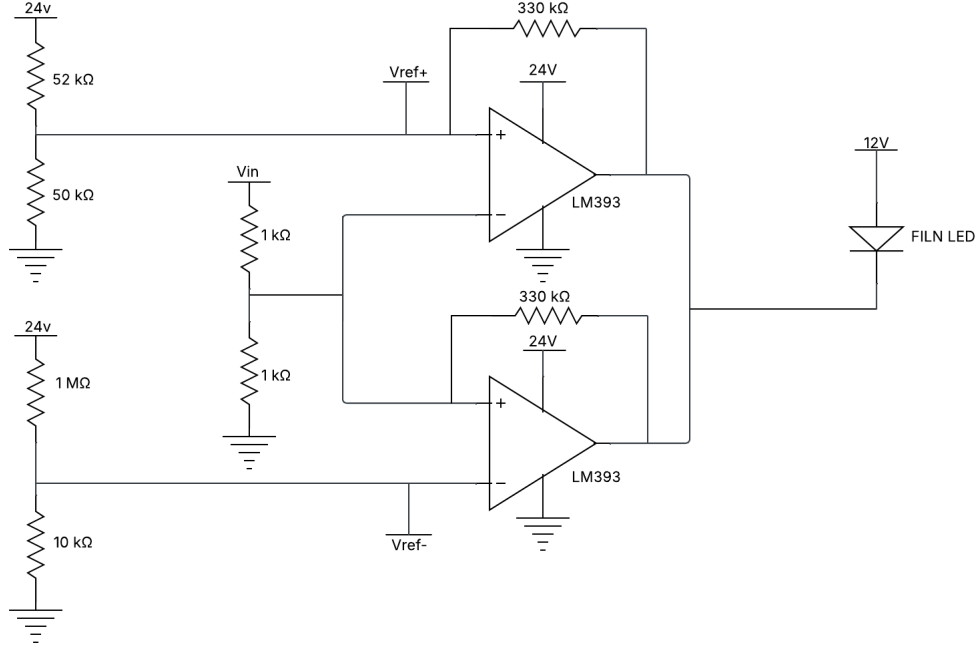 24v
52 kΩ
50 kΩ
Vref+
330 kΩ
24V
+
−
LM393
Vin
1 kΩ
1 kΩ
12V
FILN LED
24v
1 MΩ
10 kΩ
330 kΩ
24V
+
−
LM393
Vref-